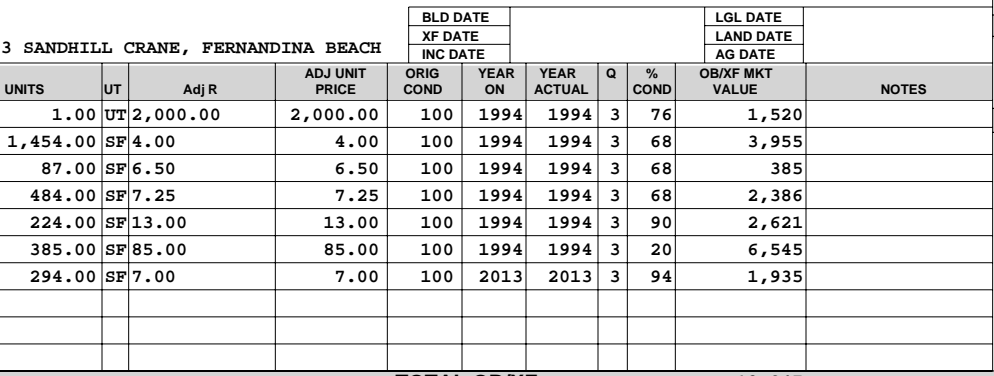 BLD DATE LGL DATE
XF DATE LAND DATE
3 SANDHILL CRANE, FERNANDINA BEACH INC DATE AG DATE
UNITS UT Adj R ADJ UNIT PRICE ORIG COND YEAR ON YEAR ACTUAL Q % COND OB/XF MKT VALUE NOTES
1.00 UT 2,000.00 2,000.00 100 1994 1994 3 76 1,520
1,454.00 SF 4.00 4.00 100 1994 1994 3 68 3,955
87.00 SF 6.50 6.50 100 1994 1994 3 68 385
484.00 SF 7.25 7.25 100 1994 1994 3 68 2,386
224.00 SF 13.00 13.00 100 1994 1994 3 90 2,621
385.00 SF 85.00 85.00 100 1994 1994 3 20 6,545
294.00 SF 7.00 7.00 100 2013 2013 3 94 1,935
TOTAL OB/XF